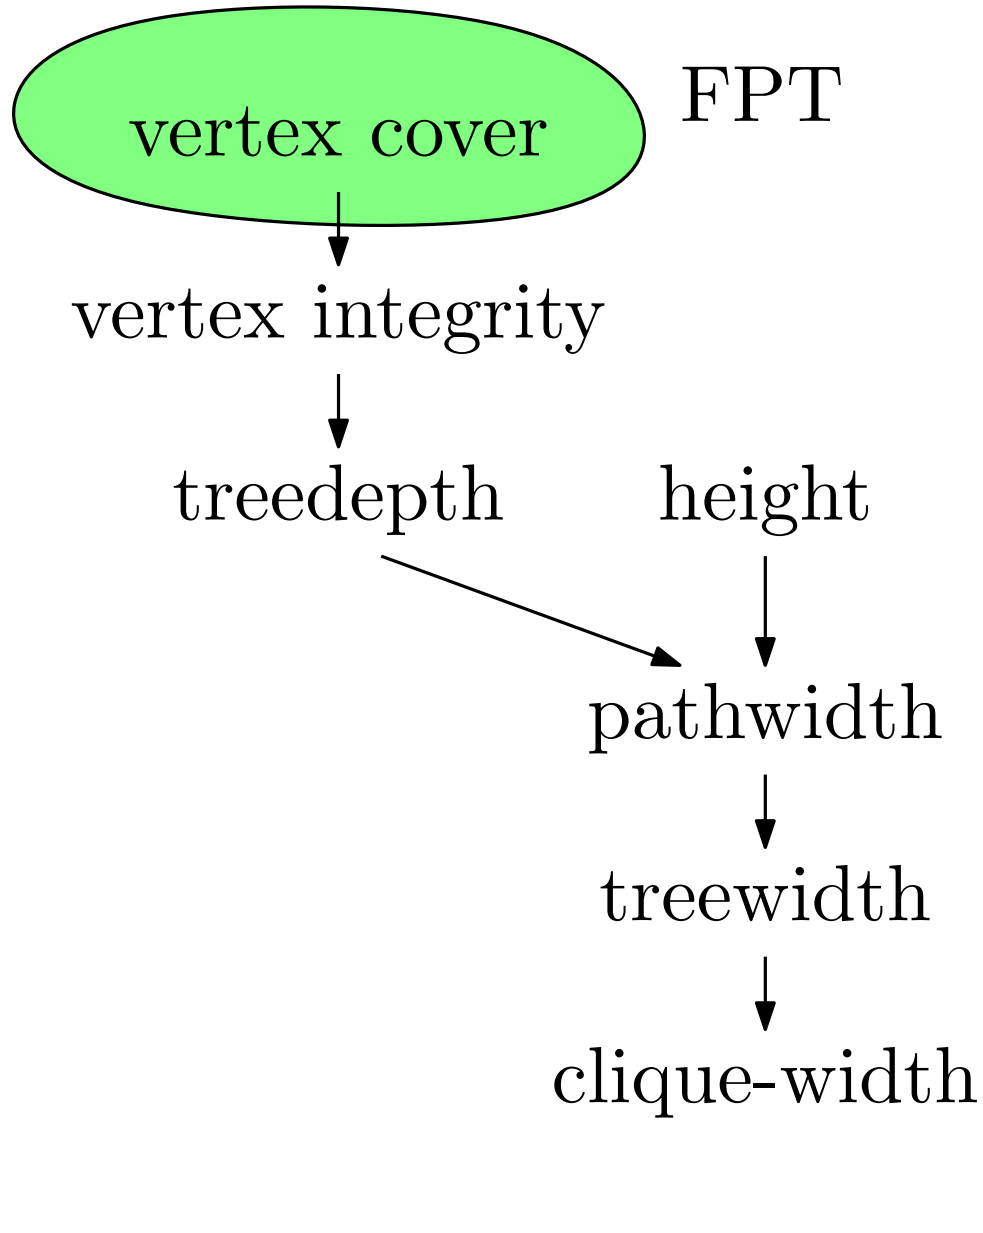 FPT
vertex cover
vertex integrity
treedepth
height
pathwidth
treewidth
clique-width